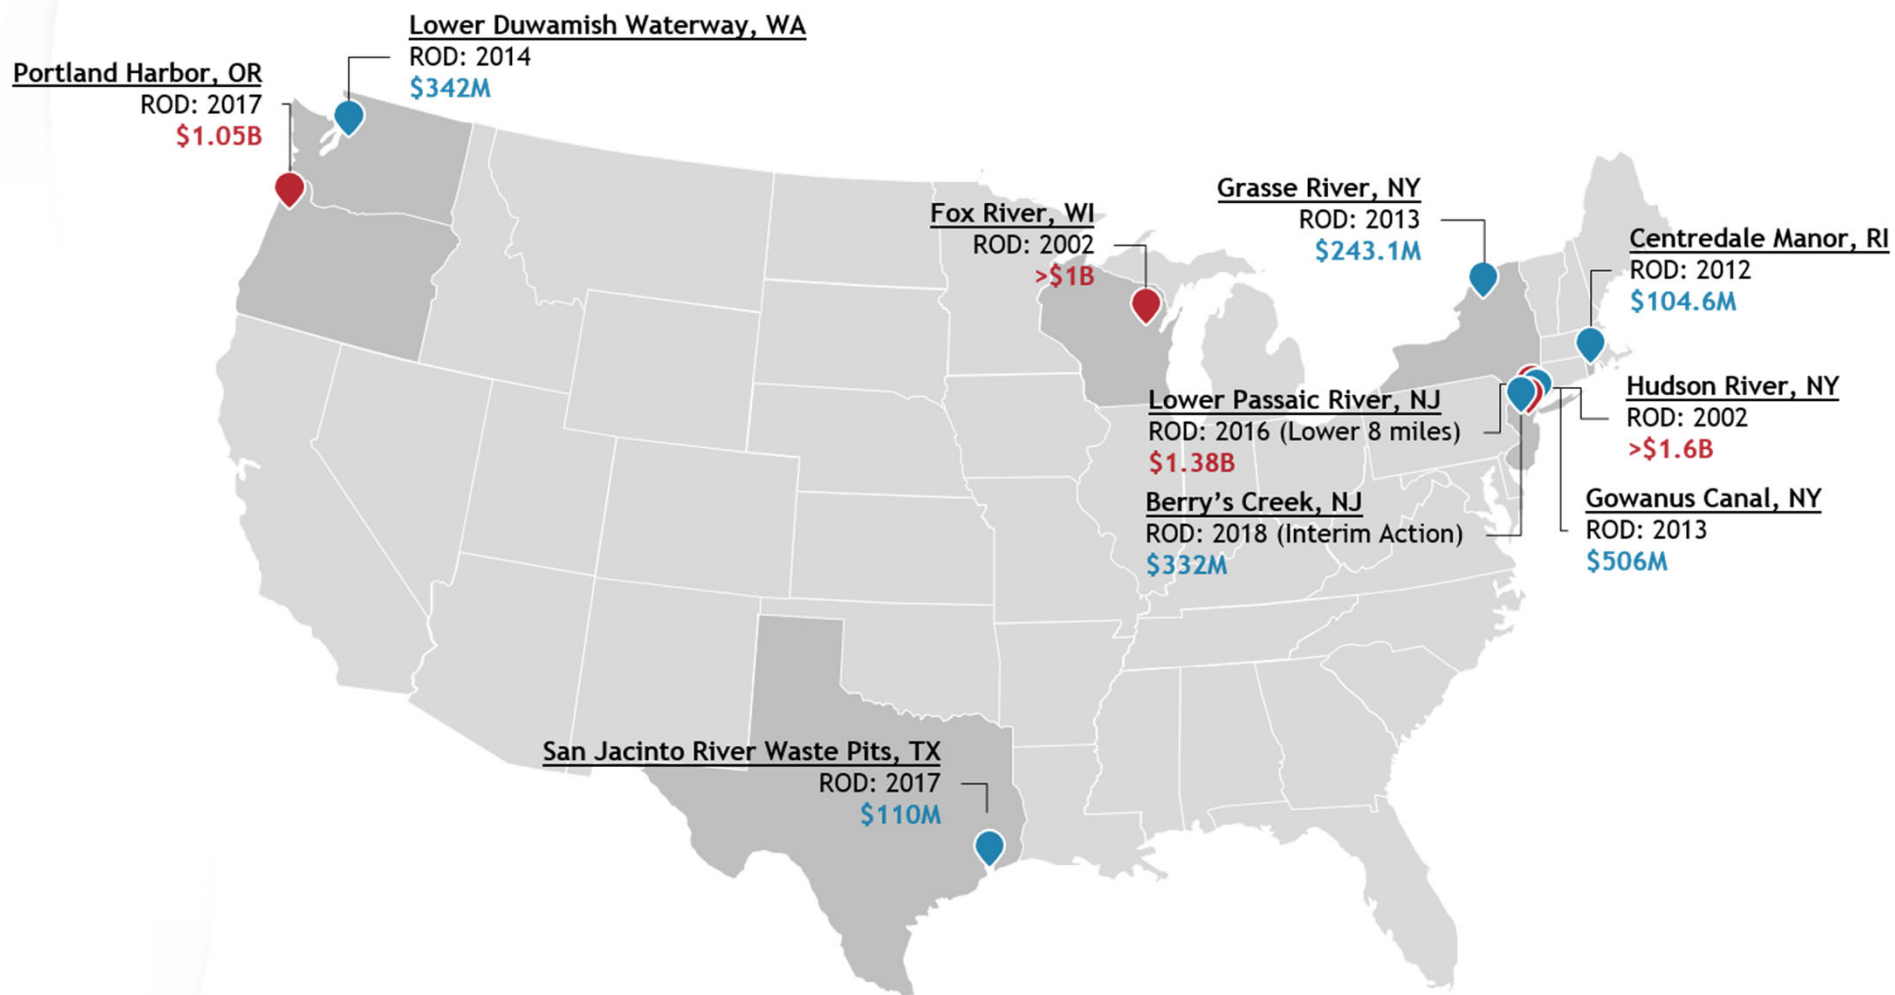 Lower Duwamish Waterway, WA
ROD: 2014
$342M
Portland Harbor, OR
ROD: 2017
$1.05B
Fox River, WI
ROD: 2002
>$1B
Grasse River, NY
ROD: 2013
$243.1M
Centredale Manor, RI
ROD: 2012
$104.6M
Lower Passaic River, NJ
ROD: 2016 (Lower 8 miles)
$1.38B
Hudson River, NY
ROD: 2002
>$1.6B
Berry's Creek, NJ
ROD: 2018 (Interim Action)
$332M
Gowanus Canal, NY
ROD: 2013
$506M
San Jacinto River Waste Pits, TX
ROD: 2017
$110M